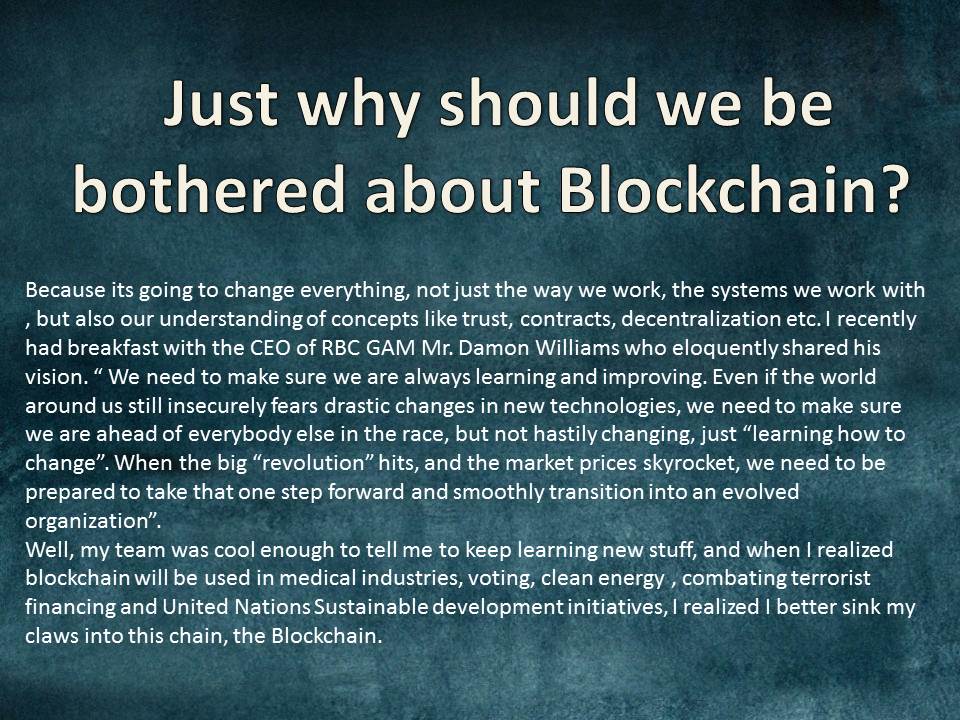 Just why should we be
bothered about Blockchain?
Because its going to change everything, not just the way we work, the systems we work with
, but also our understanding of concepts like trust, contracts, decentralization etc. I recently
had breakfast with the CEO of RBC GAM Mr. Damon Williams who eloquently shared his
vision. “ We need to make sure we are always learning and improving. Even if the world
around us still insecurely fears drastic changes in new technologies, we need to make sure
we are ahead of everybody else in the race, but not hastily changing, just “learning how to
change”. When the big “revolution” hits, and the market prices skyrocket, we need to be
prepared to take that one step forward and smoothly transition into an evolved
organization”.
Well, my team was cool enough to tell me to keep learning new stuff, and when I realized
blockchain will be used in medical industries, voting, clean energy , combating terrorist
financing and United Nations Sustainable development initiatives, I realized I better sink my
claws into this chain, the Blockchain.